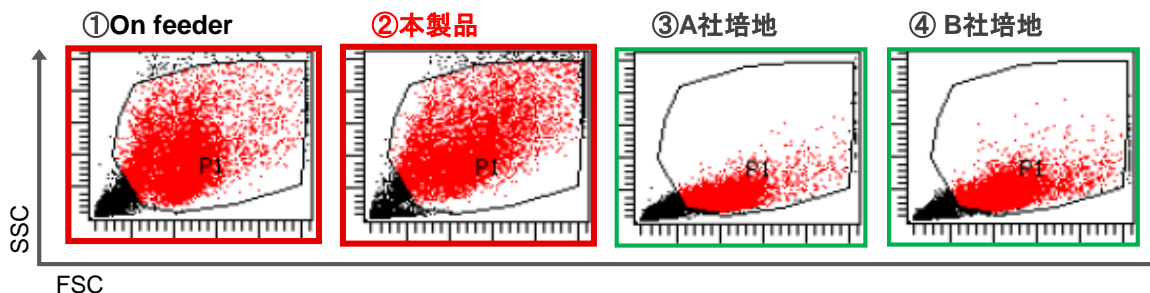 ①On feeder
②本製品
③A社培地
④ B社培地
P1
P1
P1
P1
SSC
FSC